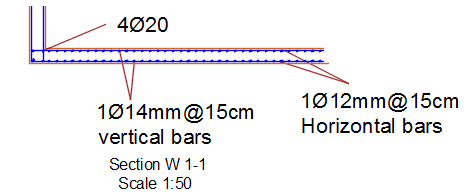 4Ø20
1Ø14mm@15cm
vertical bars
1Ø12mm@15cm
Horizontal bars
Section W 1-1
Scale 1:50